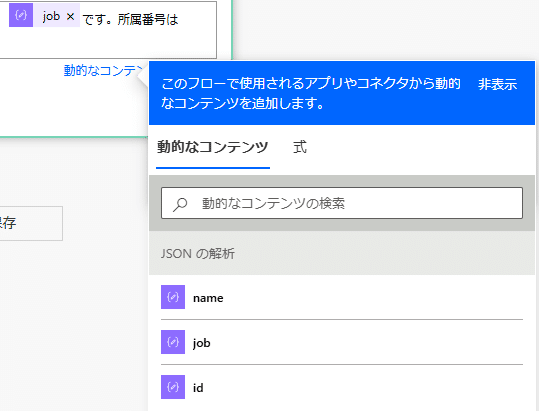 job × です。所属番号は
動的なコンテン
このフローで使用されるアプリやコネクタから動的 非表示
なコンテンツを追加します。
動的なコンテンツ 式
動的なコンテンツの検索
保存
JSON の解析
name
job
id